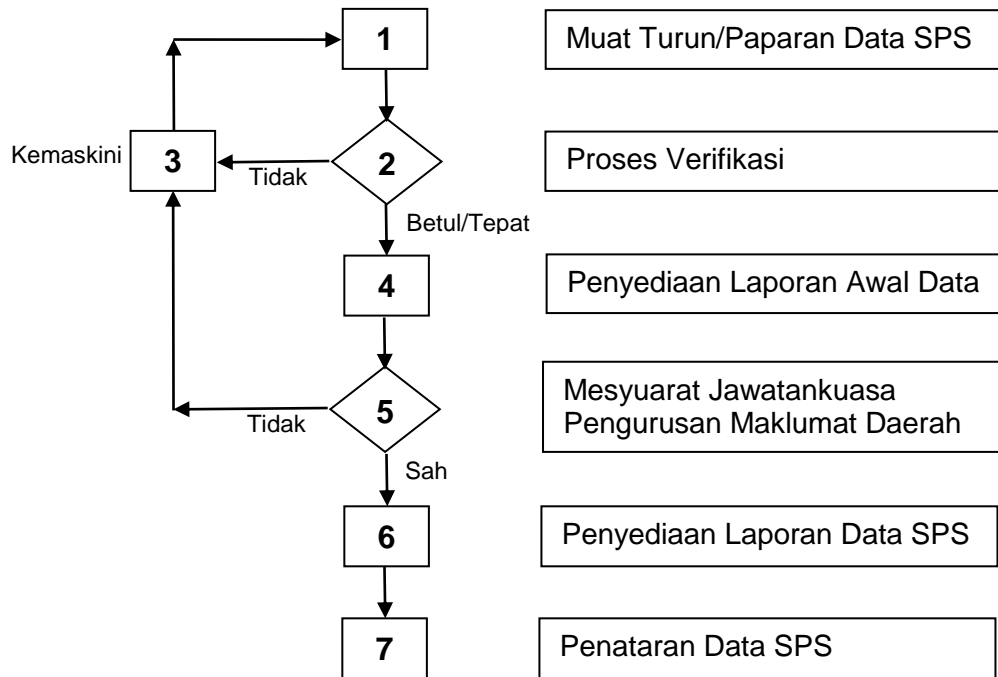 1
Muat Turun/Paparan Data SPS
Kemaskini
3
Tidak
2
Proses Verifikasi
Betul/Tepat
4
Penyediaan Laporan Awal Data
Tidak
5
Mesyuarat Jawatankuasa
Pengurusan Maklumat Daerah
Sah
6
Penyediaan Laporan Data SPS
7
Penataran Data SPS